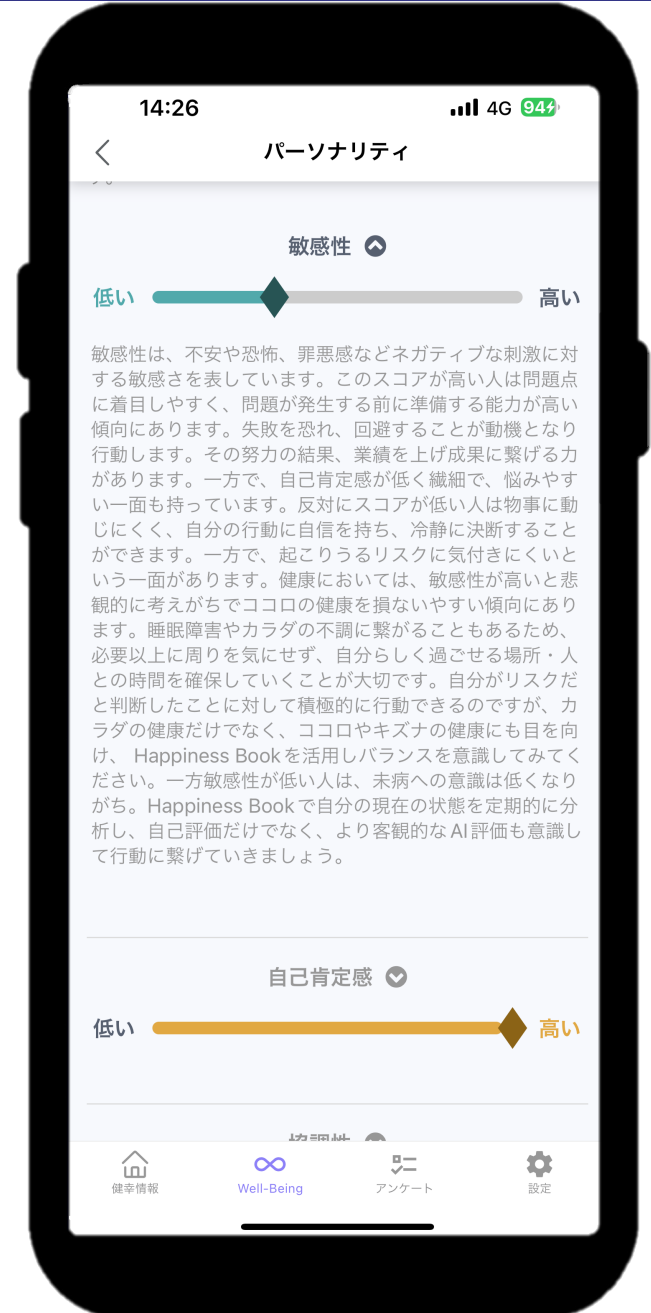 14:26
4G 94
パーソナリティ
敏感性
低い 高い
敏感性は、不安や恐怖、罪悪感などネガティブな刺激に対
する敏感さを表しています。このスコアが高い人は問題点
に着目しやすく、問題が発生する前に準備する能力が高い
傾向にあります。失敗を恐れ、回避することが動機となり
行動します。その努力の結果、業績を上げ成果に繋げる力
があります。一方で、自己肯定感が低く繊細で、悩みやす
い一面も持っています。反対にスコアが低い人は物事に動
じにくく、自分の行動に自信を持ち、冷静に決断すること
ができます。一方で、起こりうるリスクに気付きにくいと
いう一面があります。健康においては、敏感性が高いと悲
観的に考えがちでココロの健康を損ないやすい傾向にあり
ます。睡眠障害やカラダの不調に繋がることもあるため、
必要以上に周りを気にせず、自分らしく過ごせる場所・人
との時間を確保していくことが大切です。自分がリスクだ
と判断したことに対して積極的に行動できるのですが、カ
ラダの健康だけでなく、ココロやキズナの健康にも目を向
け、 Happiness Bookを活用しバランスを意識してみてく
ださい。一方敏感性が低い人は、未病への意識は低くなり
がち。Happiness Bookで自分の現在の状態を定期的に分
析し、自己評価だけでなく、より客観的なAI評価も意識し
て行動に繋げていきましょう。
自己肯定感
低い 高い
協調性
健幸情報 Well-Being アンケート 設定